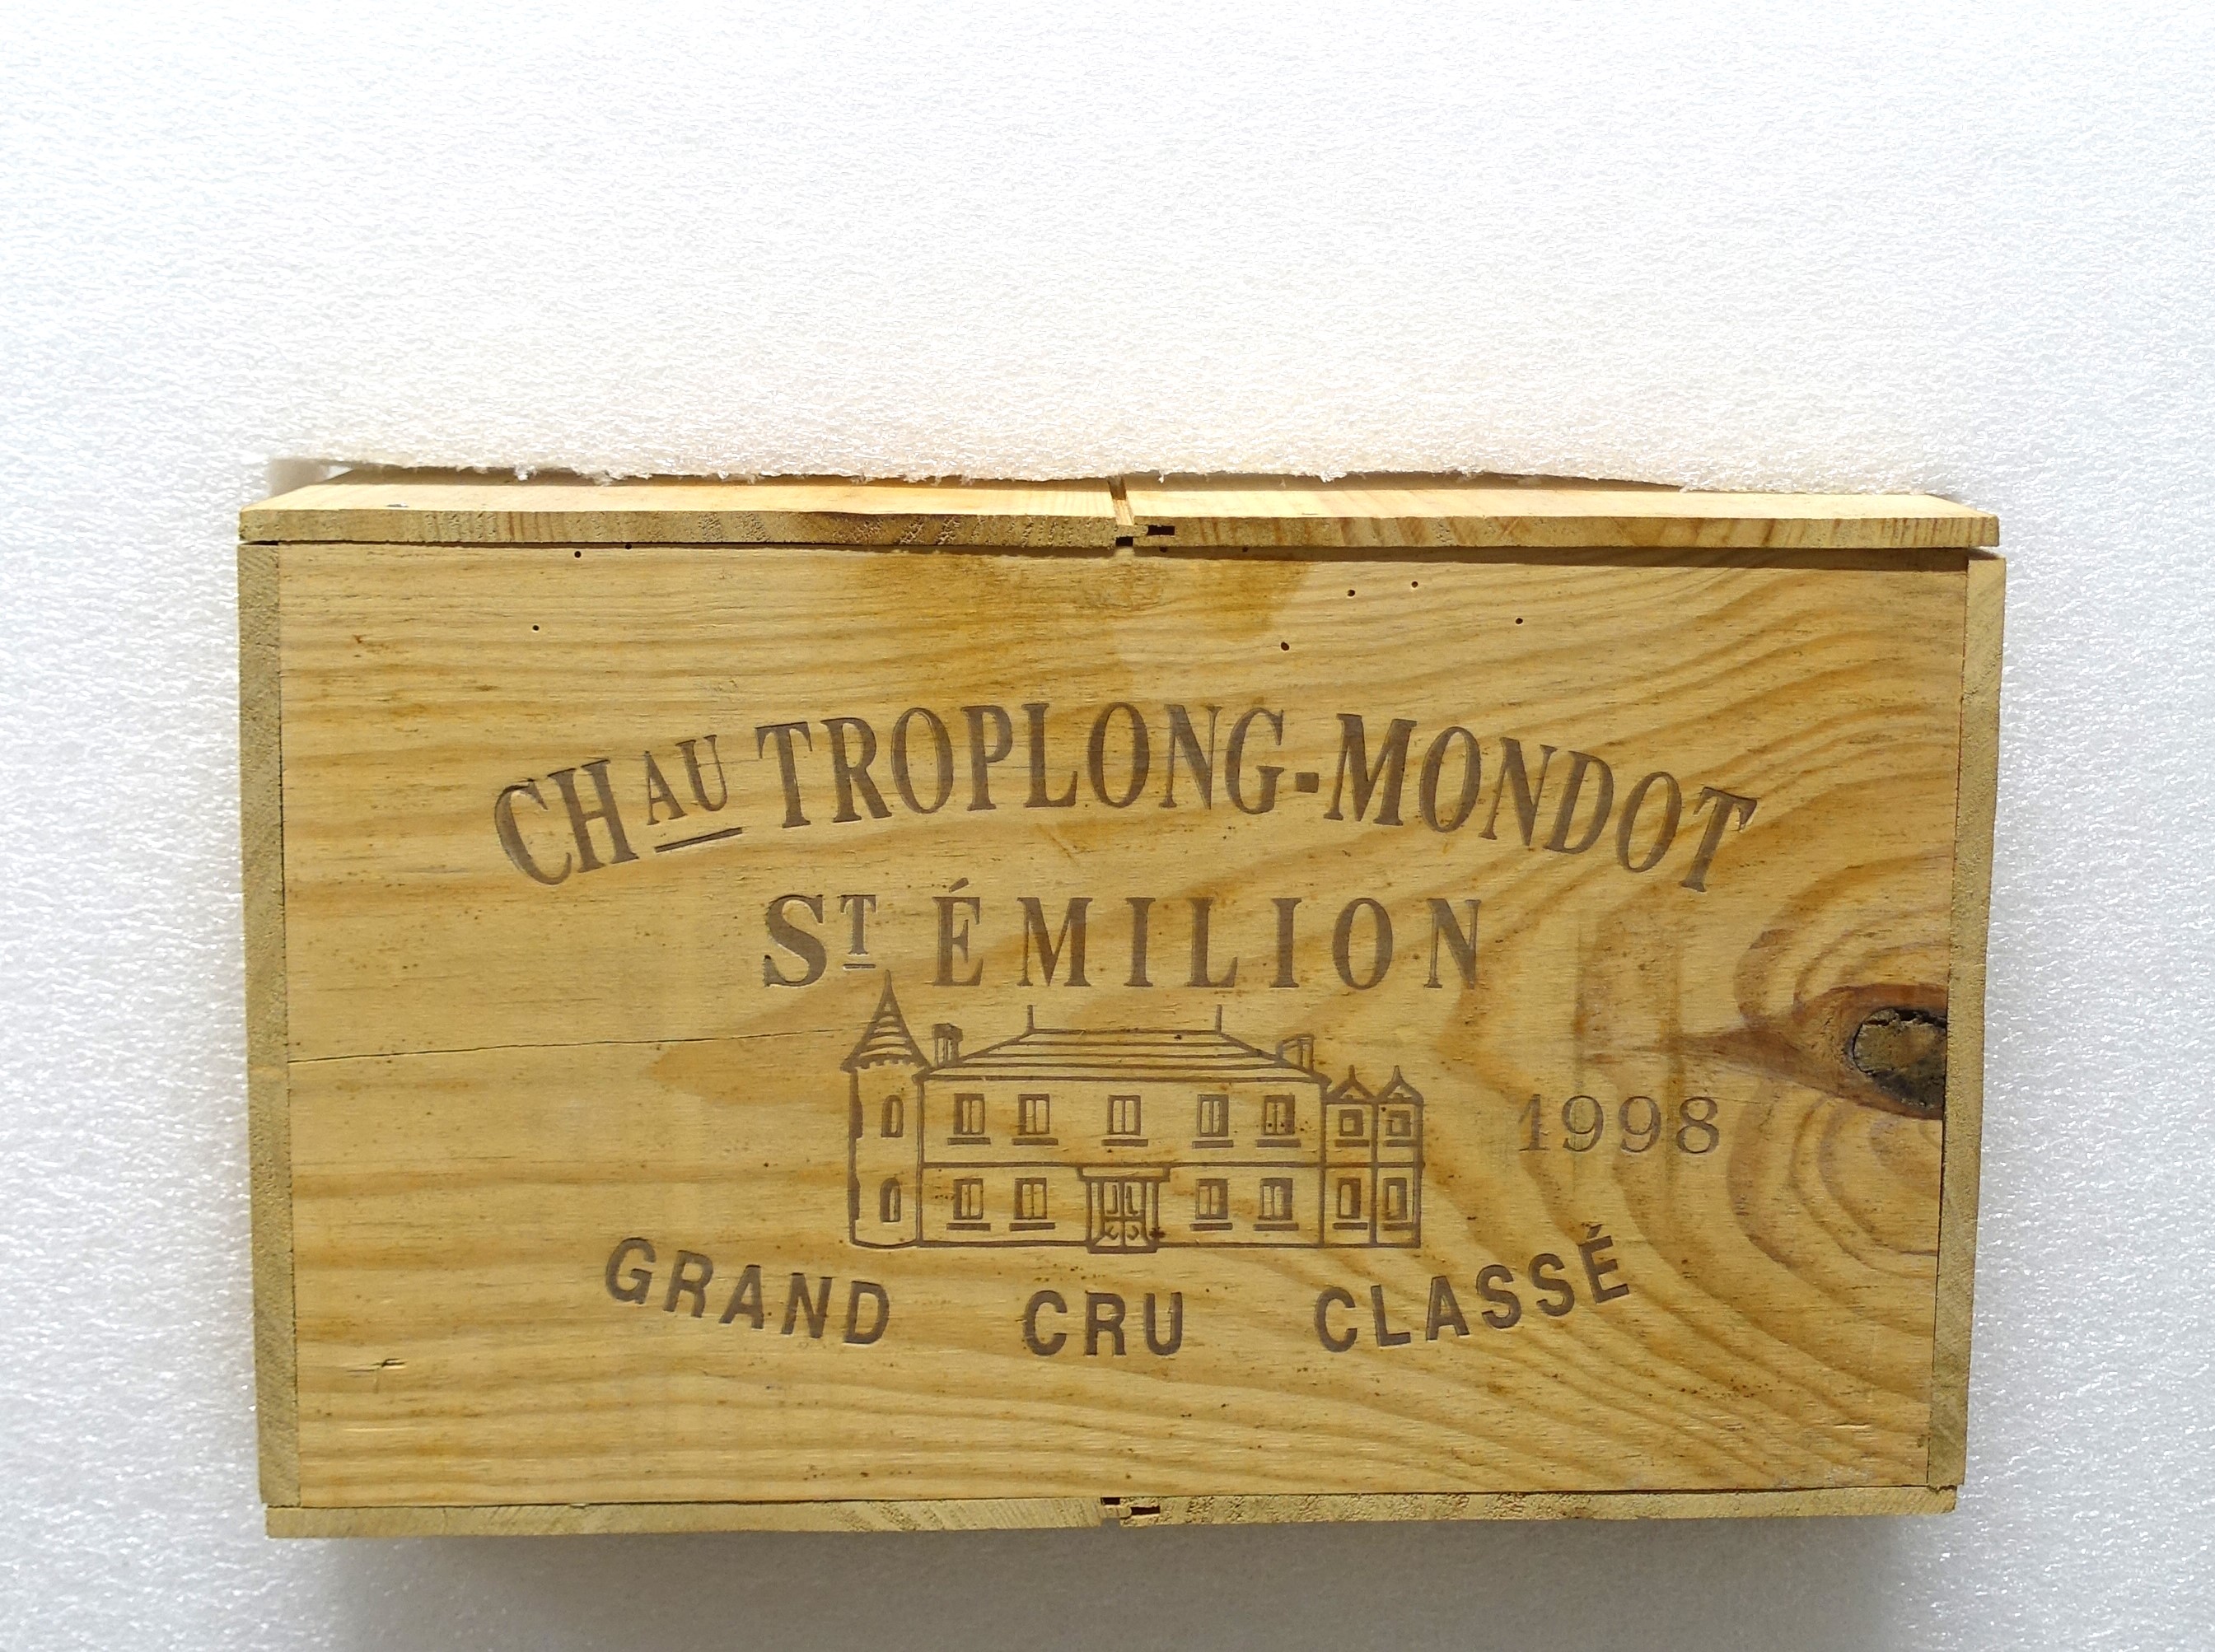 CHAU TROPLONG-MONDOT
ST ÉMILION
1998
GRAND CRU CLASSÉ